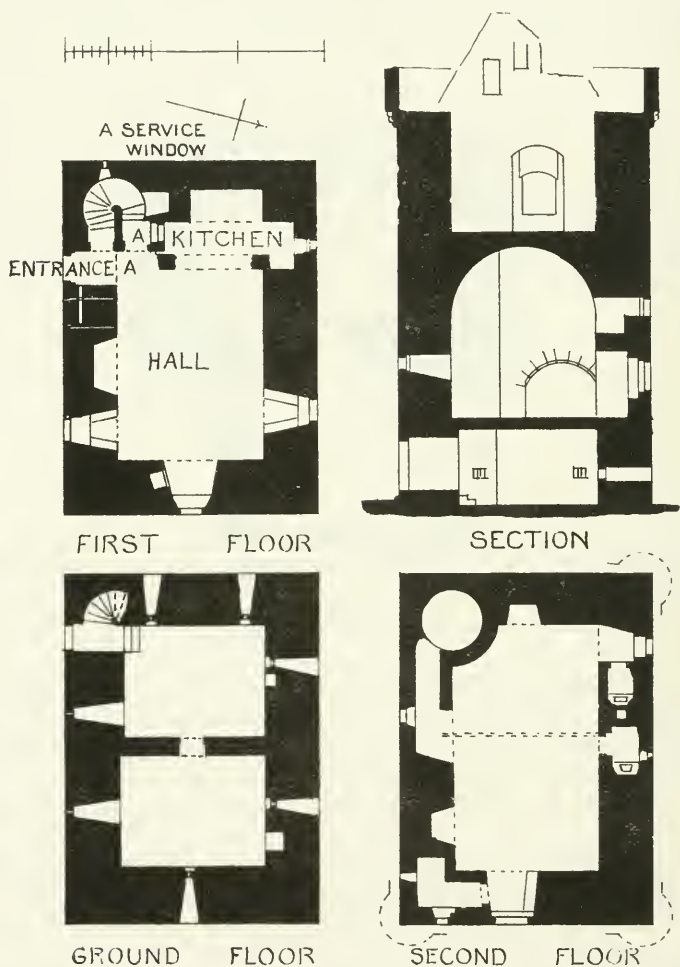 A SERVICE
WINDOW
A KITCHEN
ENTRANCE A
HALL
FIRST FLOOR
SECTION
GROUND FLOOR
SECOND FLOOR